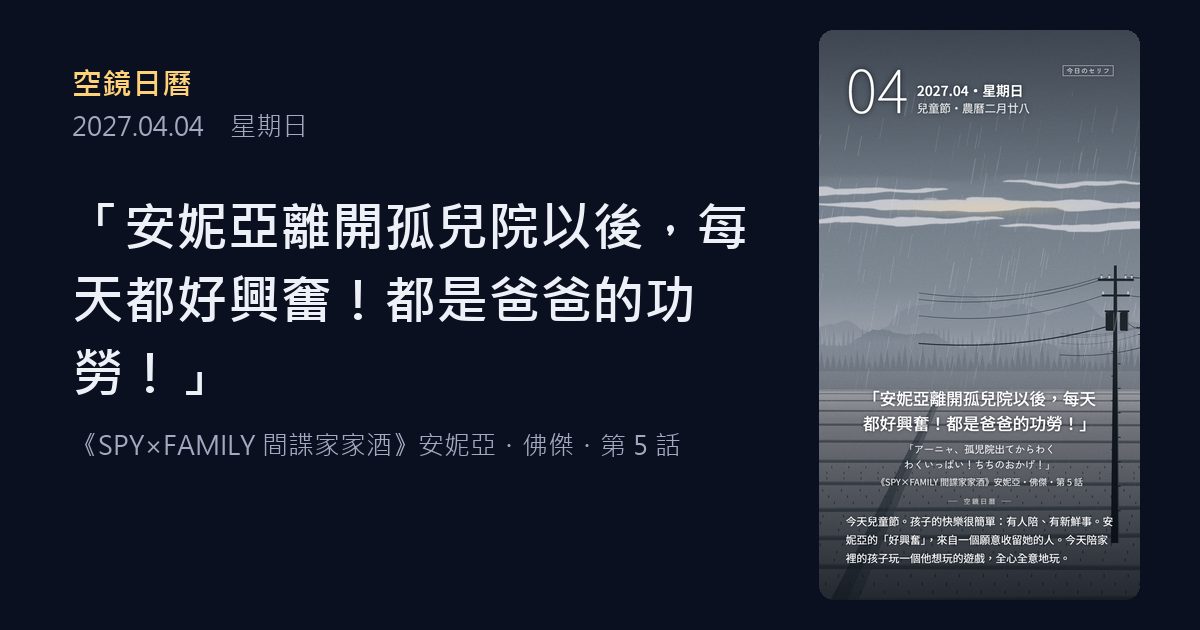 空鏡日曆
2027.04.04 星期日
「安妮亞離開孤兒院以後，每
天都好興奮！都是爸爸的功
勞！」
《SPY×FAMILY 間諜家家酒》安妮亞．佛傑．第 5 話
04
2027.04・星期日
兒童節・農曆二月廿八
今日のセリフ
「安妮亞離開孤兒院以後，每天
都好興奮！都是爸爸的功勞！」
「アーニャ、孤児院出てからわく
わくいっぱい！ちちのおかげ！」
《SPY×FAMILY 間諜家家酒》安妮亞・佛傑・第 5 話
— 空鏡日曆 —
今天兒童節。孩子的快樂很簡單：有人陪、有新鮮事。安
妮亞的「好興奮」，來自一個願意收留她的人。今天陪家
裡的孩子玩一個他想玩的遊戲，全心全意地玩。